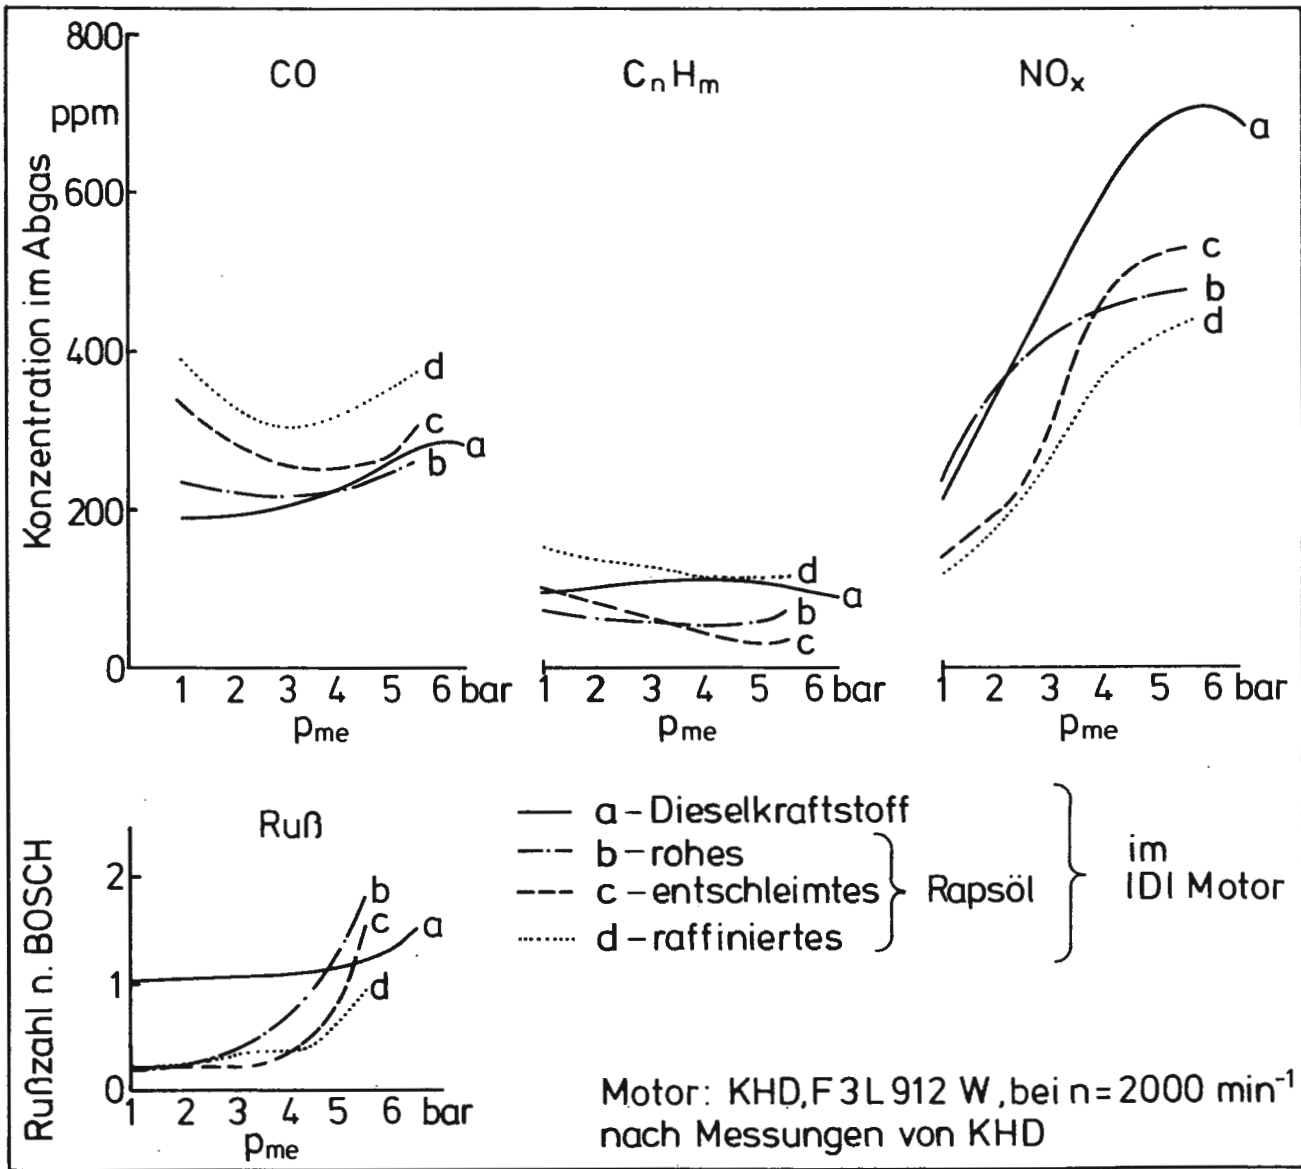 CO
CnHm
NOx
800
ppm
600
400
200
0
Konzentration im Abgas
d
c
a
b
d
a
b
c
a
c
b
d
1 2 3 4 5 6 bar
pme
1 2 3 4 5 6 bar
pme
1 2 3 4 5 6 bar
pme
Ruß
2
1
0
Rußzahl n. BOSCH
b
c
a
d
1 2 3 4 5 6 bar
pme
a – Dieselkraftstoff
b – rohes
c – entschleimtes
d – raffiniertes
Rapsöl
im
IDI Motor
Motor: KHD, F 3 L 912 W, bei n = 2000 min⁻¹
nach Messungen von KHD